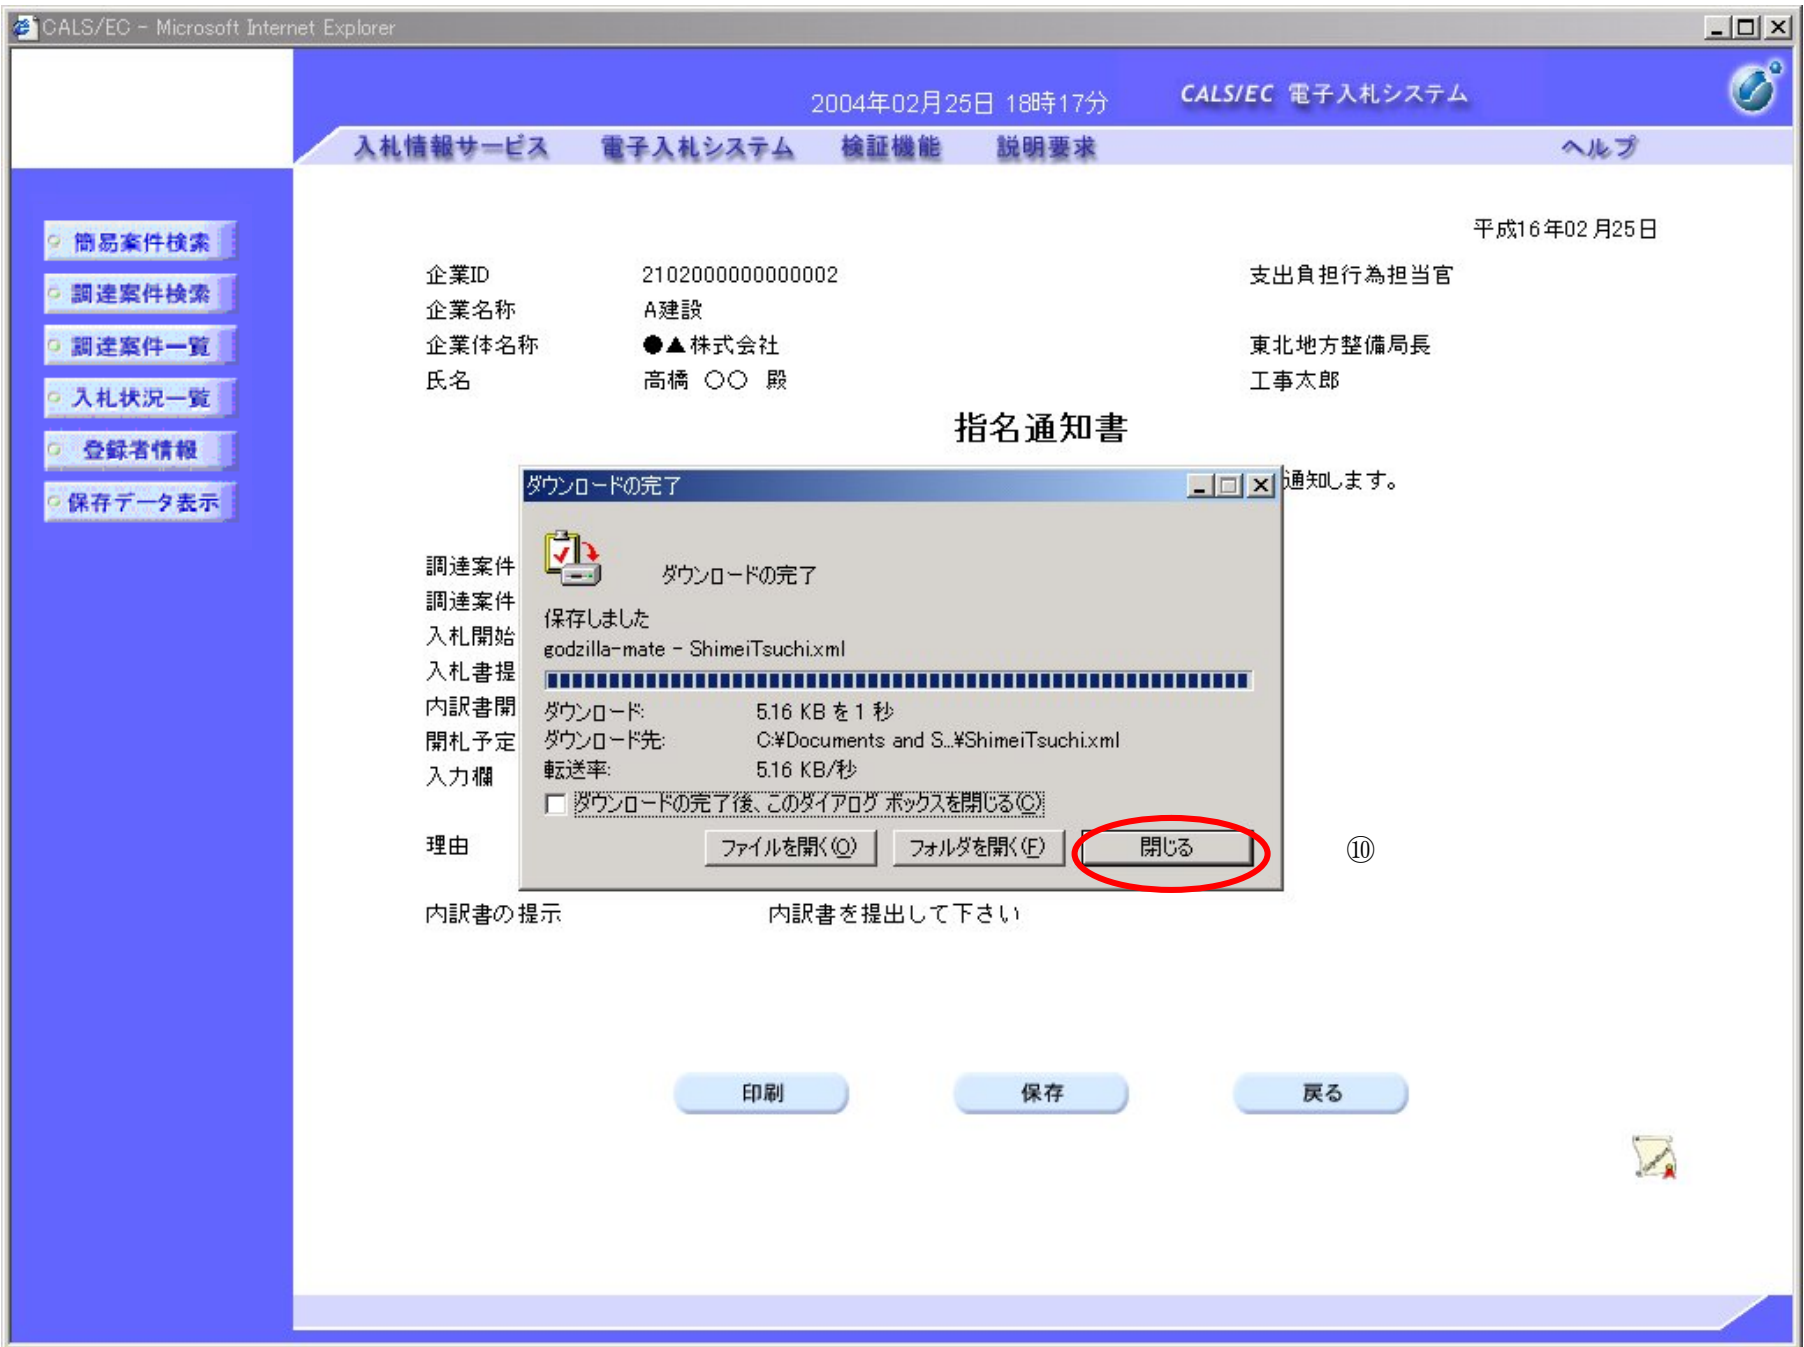 CALS/EC - Microsoft Internet Explorer
2004年02月25日 18時17分
CALS/EC 電子入札システム
入札情報サービス 電子入札システム 検証機能 説明要求 ヘルプ
簡易案件検索
調達案件検索
調達案件一覧
入札状況一覧
登録者情報
保存データ表示
平成16年02月25日
企業ID 2102000000000002 支出負担行為担当官
企業名称 A建設
企業体名称 ●▲株式会社 東北地方整備局長
氏名 高橋 〇〇 殿 工事太郎
指名通知書
通知します。
調達案件
調達案件
入札開始
入札書提
内訳書開
開札予定
入力欄
理由
内訳書の提示 内訳書を提出して下さい
ダウンロードの完了
ダウンロードの完了
保存しました
godzilla-mate - ShimeiTsuchi.xml
ダウンロード: 5.16 KB を 1 秒
ダウンロード先: C:¥Documents and S...¥ShimeiTsuchi.xml
転送率: 5.16 KB/秒
ダウンロードの完了後、このダイアログ ボックスを閉じる(C)
ファイルを開く(O) フォルダを開く(F) 閉じる
⑩
印刷 保存 戻る